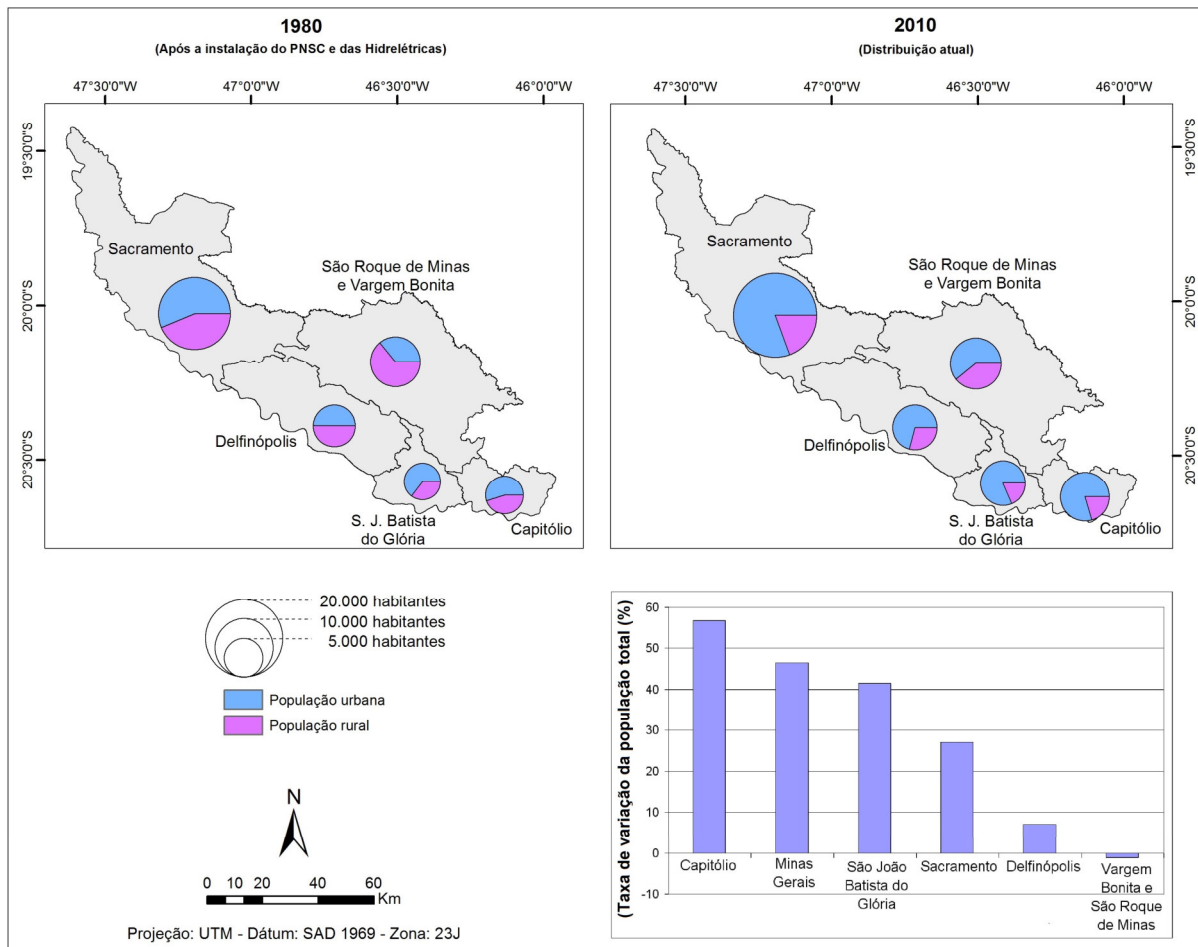 1980
(Após a instalação do PNSC e das Hidrelétricas)
47°30'0"W 47°0'0"W 46°30'0"W 46°0'0"W
19°30'0"S
20°0'0"S
20°30'0"S
Sacramento
São Roque de Minas
e Vargem Bonita
Delfinópolis
S. J. Batista
do Glória
Capitólio
2010
(Distribuição atual)
47°30'0"W 47°0'0"W 46°30'0"W 46°0'0"W
19°30'0"S
20°0'0"S
20°30'0"S
Sacramento
São Roque de Minas
e Vargem Bonita
Delfinópolis
S. J. Batista
do Glória
Capitólio
20.000 habitantes
10.000 habitantes
5.000 habitantes
População urbana
População rural
N
0 10 20 40 60
Km
Projeção: UTM - Dátum: SAD 1969 - Zona: 23J
(Taxa de variação da população total (%)
60
50
40
30
20
10
0
-10
Capitólio
Minas
Gerais
São João
Batista do
Glória
Sacramento
Delfinópolis
Vargem
Bonita e
São Roque
de Minas